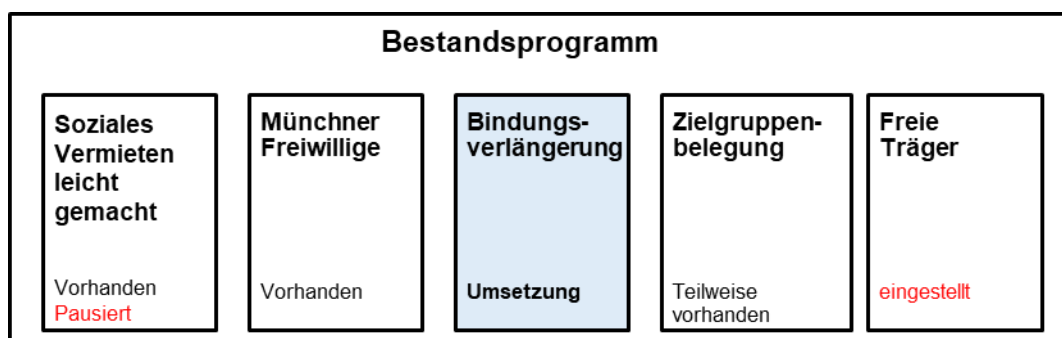 Bestandsprogramm
Soziales
Vermieten
leicht
gemacht
Vorhanden
Pausiert
Münchner
Freiwillige
Vorhanden
Bindungs-
verlängerung
Umsetzung
Zielgruppen-
belegung
Teilweise
vorhanden
Freie
Träger
eingestellt